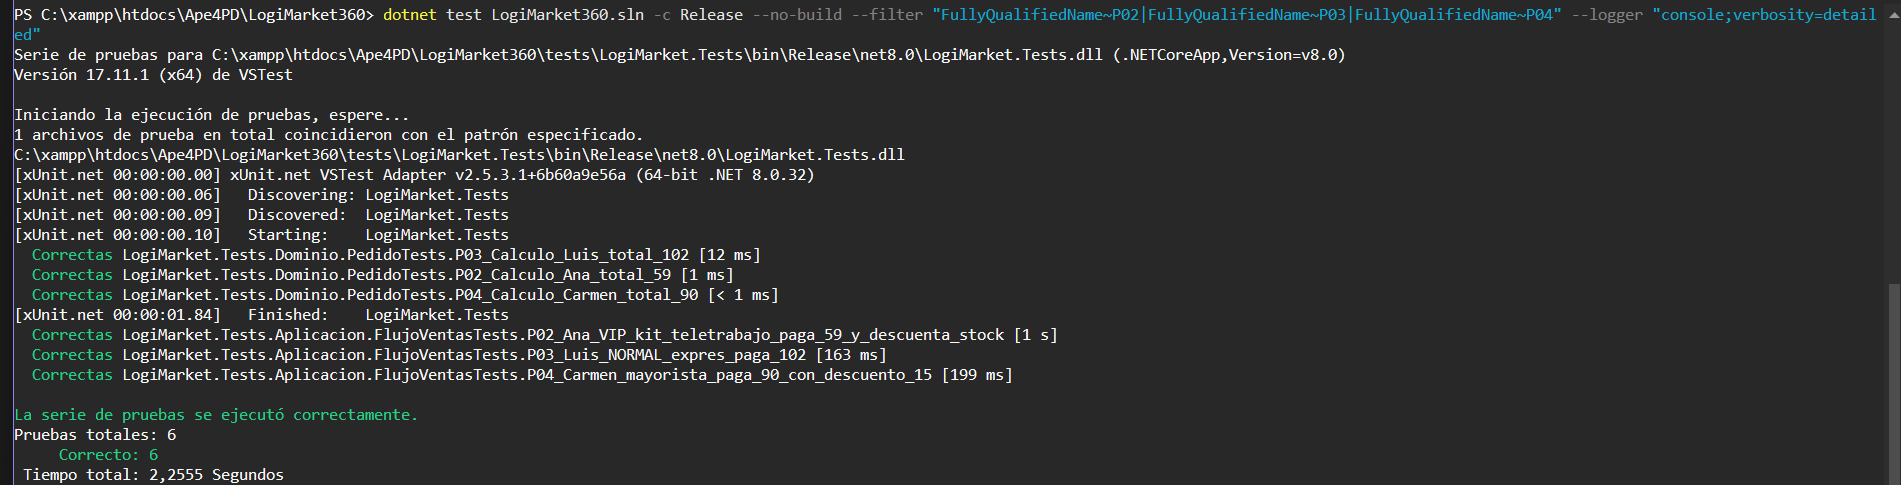 PS C:\xampp\htdocs\Ape4PD\LogiMarket360> dotnet test LogiMarket360.sln -c Release --no-build --filter "FullyQualifiedName~P02|FullyQualifiedName~P03|FullyQualifiedName~P04" --logger "console;verbosity=detail
ed"
Serie de pruebas para C:\xampp\htdocs\Ape4PD\LogiMarket360\tests\LogiMarket.Tests\bin\Release\net8.0\LogiMarket.Tests.dll (.NETCoreApp,Version=v8.0)
Versión 17.11.1 (x64) de VSTest
Iniciando la ejecución de pruebas, espere...
1 archivos de prueba en total coincidieron con el patrón especificado.
C:\xampp\htdocs\Ape4PD\LogiMarket360\tests\LogiMarket.Tests\bin\Release\net8.0\LogiMarket.Tests.dll
[xUnit.net 00:00:00.00] xUnit.net VSTest Adapter v2.5.3.1+6b60a9e56a (64-bit .NET 8.0.32)
[xUnit.net 00:00:00.06]   Discovering: LogiMarket.Tests
[xUnit.net 00:00:00.09]   Discovered:  LogiMarket.Tests
[xUnit.net 00:00:00.10]   Starting:    LogiMarket.Tests
  Correctas LogiMarket.Tests.Dominio.PedidoTests.P03_Calculo_Luis_total_102 [12 ms]
  Correctas LogiMarket.Tests.Dominio.PedidoTests.P02_Calculo_Ana_total_59 [1 ms]
  Correctas LogiMarket.Tests.Dominio.PedidoTests.P04_Calculo_Carmen_total_90 [< 1 ms]
[xUnit.net 00:00:01.84]   Finished:    LogiMarket.Tests
  Correctas LogiMarket.Tests.Aplicacion.FlujoVentasTests.P02_Ana_VIP_kit_teletrabajo_paga_59_y_descuenta_stock [1 s]
  Correctas LogiMarket.Tests.Aplicacion.FlujoVentasTests.P03_Luis_NORMAL_expres_paga_102 [163 ms]
  Correctas LogiMarket.Tests.Aplicacion.FlujoVentasTests.P04_Carmen_mayorista_paga_90_con_descuento_15 [199 ms]
La serie de pruebas se ejecutó correctamente.
Pruebas totales: 6
     Correcto: 6
 Tiempo total: 2,2555 Segundos